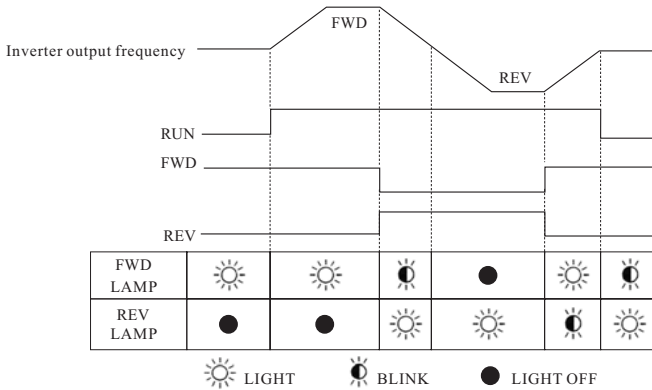 FWD
Inverter output frequency
REV
RUN
FWD
REV
FWD
LAMP
REV
LAMP
LIGHT
BLINK
LIGHT OFF